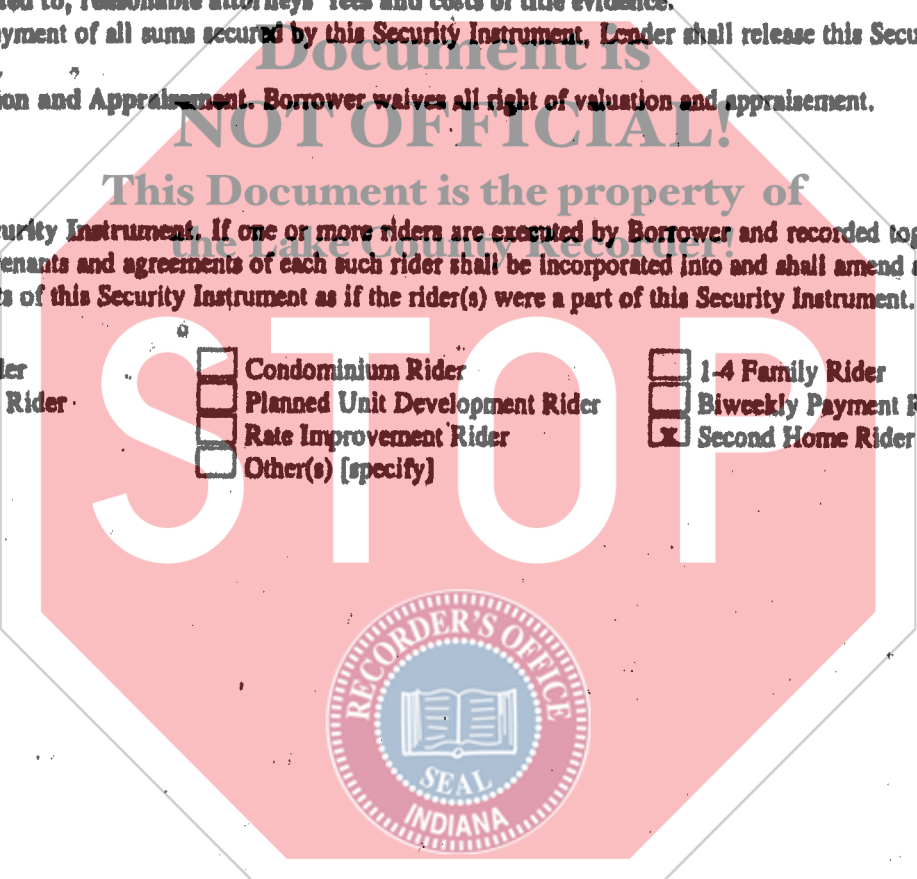 ted to, reasonable attorneys' fees and costs of title evidence.
yment of all sums secured by this Security Instrument, Lender shall release this Secu
Document is
ion and Appraisement. Borrower waives all right of valuation and appraisement.
NOT OFFICIAL!
This Document is the property of
urity Instrument. If one or more riders are executed by Borrower and recorded tog
the Lake County Recorder!
enants and agreements of each such rider shall be incorporated into and shall amend
ts of this Security Instrument as if the rider(s) were a part of this Security Instrument.
STOP
ler
Condominium Rider
1-4 Family Rider
Rider
Planned Unit Development Rider
Biweekly Payment R
Rate Improvement Rider
x Second Home Rider
Other(s) [specify]
RECORDER'S OFFICE
SEAL
INDIANA